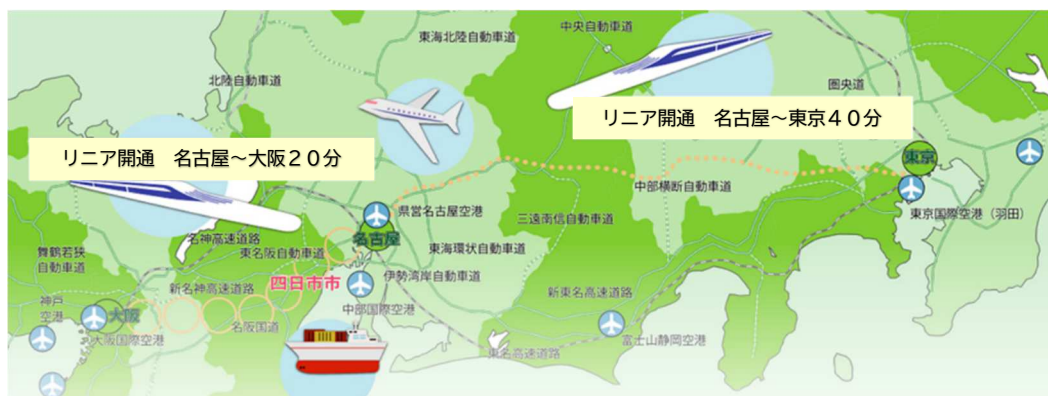 中央自動車道
東海北陸自動車道
北陸自動車道
圏央道
リニア開通 名古屋～東京４０分
リニア開通 名古屋～大阪２０分
東京
中部横断自動車道
県営名古屋空港
三遠南信自動車道
東京国際空港（羽田）
名古屋
名神高速道路
東名阪自動車道
東海環状自動車道
舞鶴若狭
自動車道
四日市市
伊勢湾岸自動車道
新名神高速道路
新東名高速道路
神戸
空港
大阪
中部国際空港
名阪国道
大阪国際空港
富士山静岡空港
東名高速道路